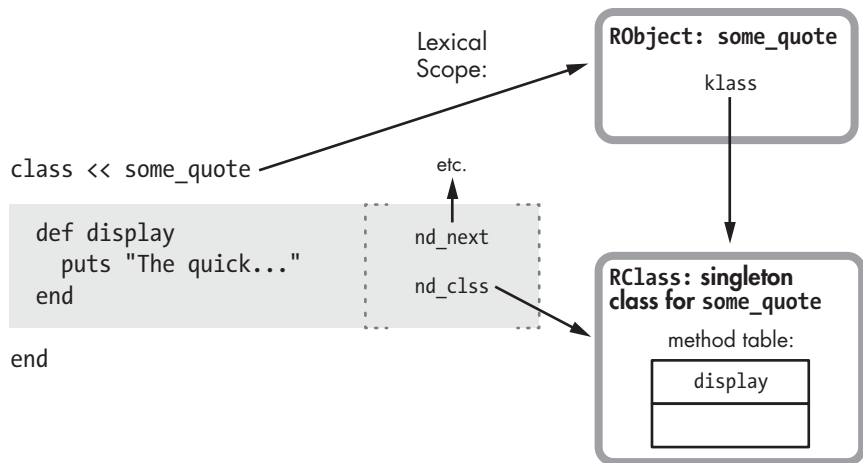 Lexical
Scope:
RObject: some_quote
klass
class << some_quote
etc.
def display
puts "The quick..."
end
nd_next
nd_clss
end
RClass: singleton
class for some_quote
method table:
display